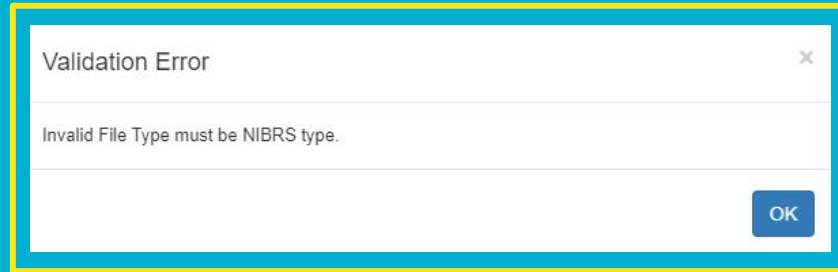 Validation Error
×
Invalid File Type must be NIBRS type.
OK